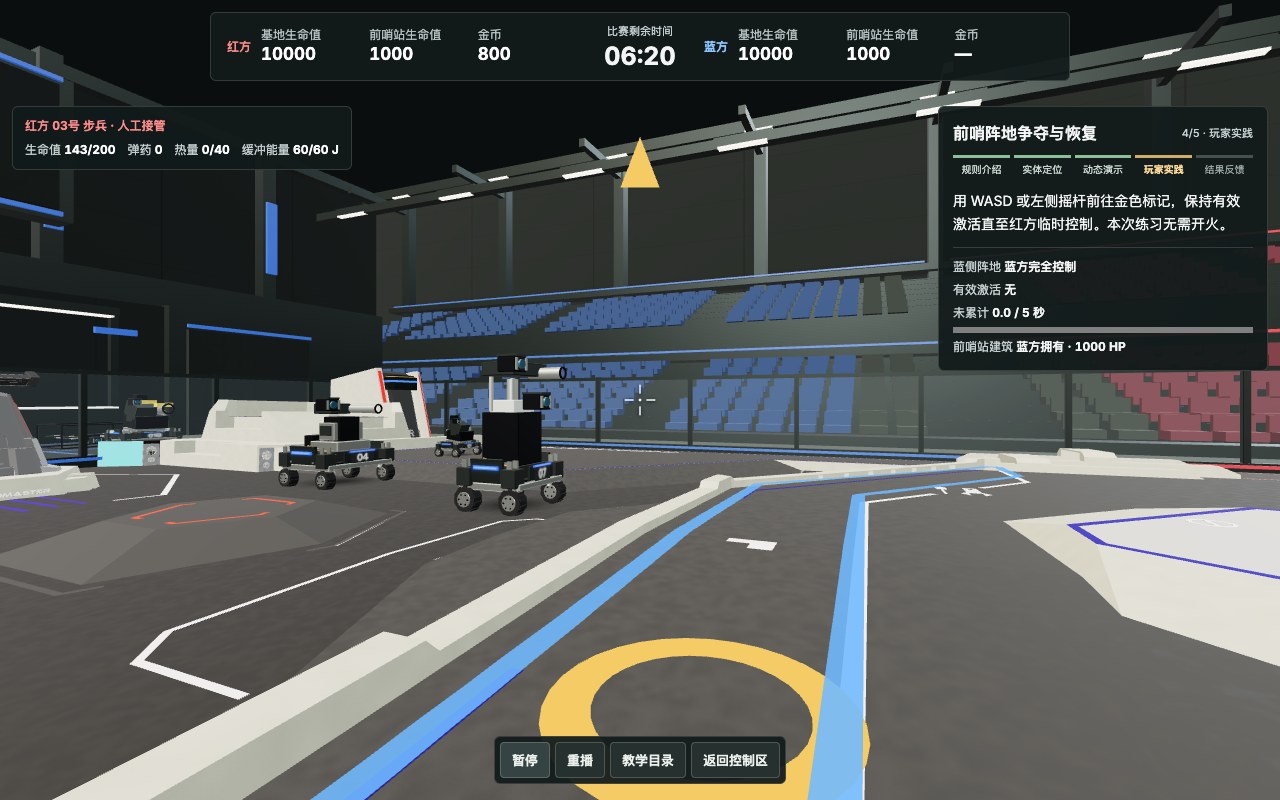 红方
基地生命值
10000
前哨站生命值
1000
金币
800
比赛剩余时间
06:20
蓝方
基地生命值
10000
前哨站生命值
1000
金币
—
红方 03号 步兵 · 人工接管
生命值 143/200 弹药 0 热量 0/40 缓冲能量 60/60 J
前哨阵地争夺与恢复
4/5 · 玩家实践
规则介绍 实体定位 动态演示 玩家实践 结果反馈
用 WASD 或左侧摇杆前往金色标记，保持有效
激活直至红方临时控制。本次练习无需开火。
蓝侧阵地 蓝方完全控制
有效激活 无
未累计 0.0 / 5 秒
前哨站建筑 蓝方拥有 · 1000 HP
04
07
暂停 重播 教学目录 返回控制区